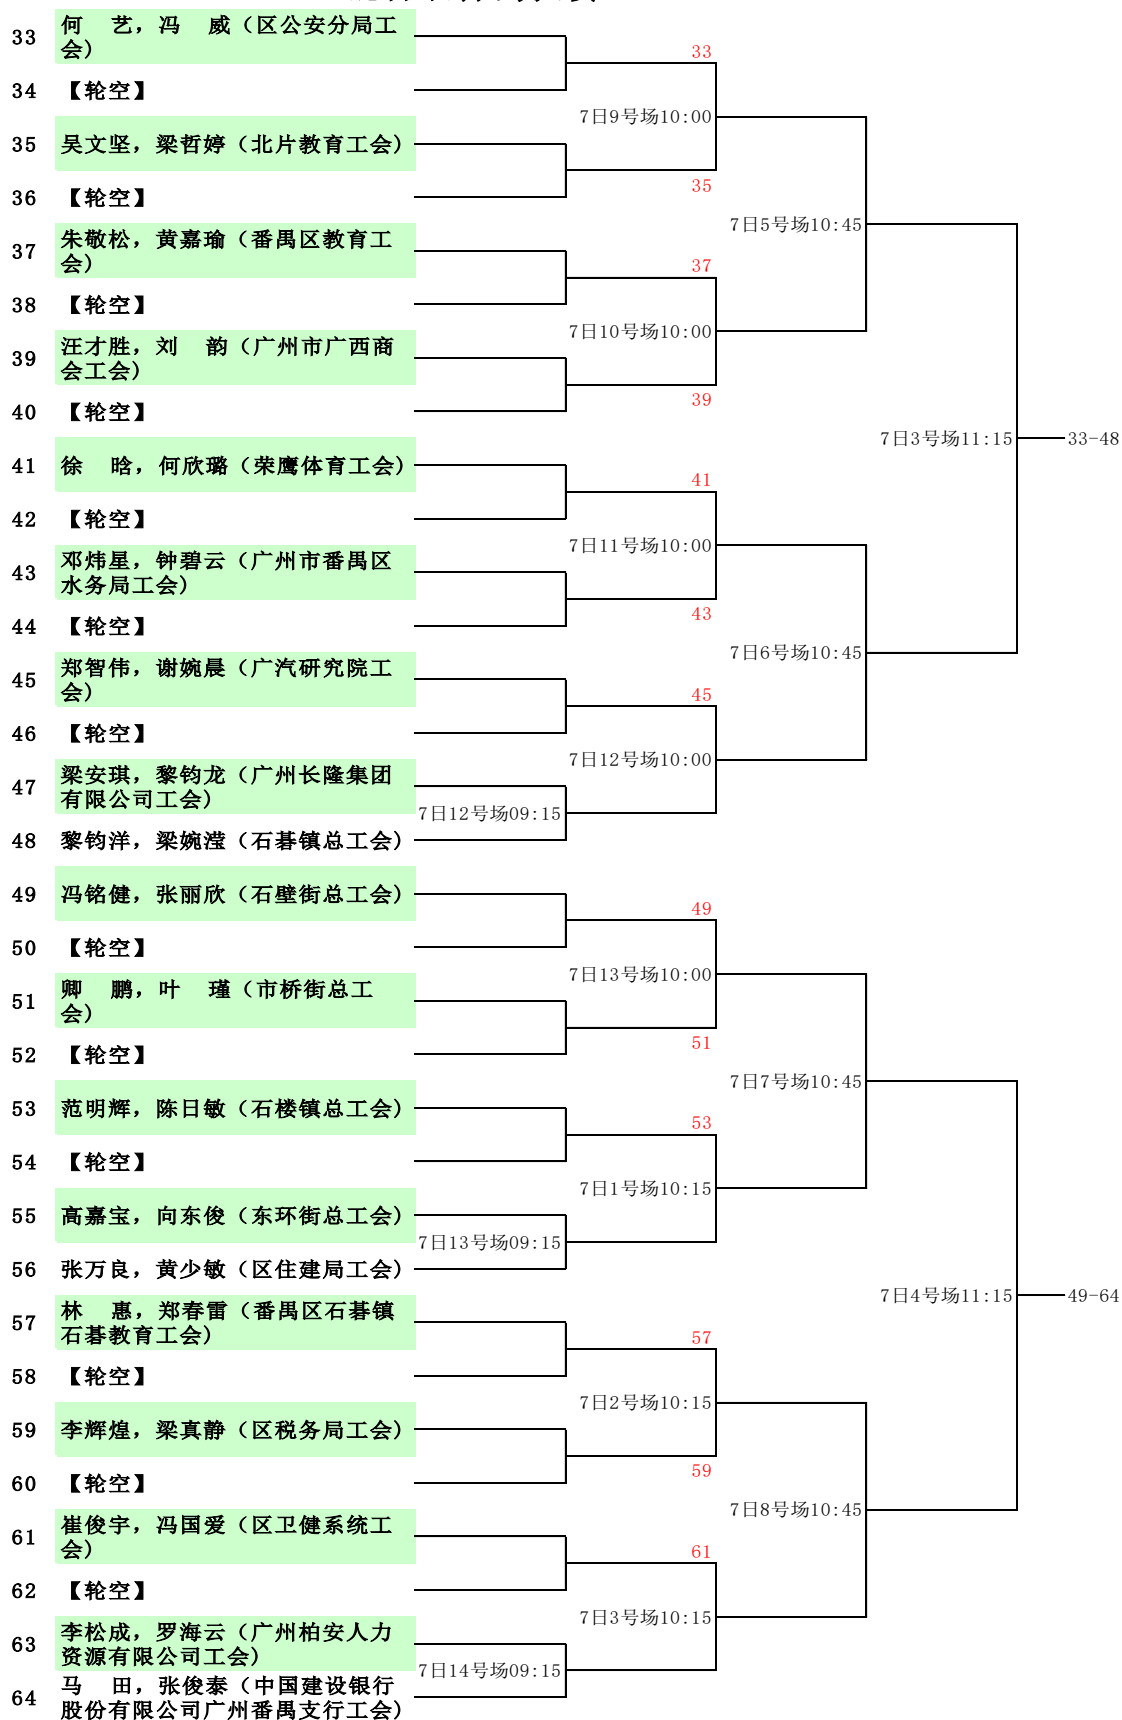 33 何 艺，冯 威（区公安分局工
会）
33
34 【轮空】
7日9号场10:00
35 吴文坚，梁哲婷（北片教育工会）
35
36 【轮空】
7日5号场10:45
37 朱敬松，黄嘉瑜（番禺区教育工
会）
37
38 【轮空】
7日10号场10:00
39 汪才胜，刘 韵（广州市广西商
会工会）
39
40 【轮空】
7日3号场11:15 33-48
41 徐 晗，何欣璐（荣鹰体育工会）
41
42 【轮空】
7日11号场10:00
43 邓炜星，钟碧云（广州市番禺区
水务局工会）
43
44 【轮空】
7日6号场10:45
45 郑智伟，谢婉晨（广汽研究院工
会）
45
46 【轮空】
7日12号场10:00
47 梁安琪，黎钧龙（广州长隆集团
有限公司工会）
7日12号场09:15
48 黎钧洋，梁婉滢（石碁镇总工会）
49 冯铭健，张丽欣（石壁街总工会）
49
50 【轮空】
7日13号场10:00
51 卿 鹏，叶 瑾（市桥街总工
会）
51
52 【轮空】
7日7号场10:45
53 范明辉，陈日敏（石楼镇总工会）
53
54 【轮空】
7日1号场10:15
55 高嘉宝，向东俊（东环街总工会）
7日13号场09:15
56 张万良，黄少敏（区住建局工会）
7日4号场11:15 49-64
57 林 惠，郑春雷（番禺区石碁镇
石碁教育工会）
57
58 【轮空】
7日2号场10:15
59 李辉煌，梁真静（区税务局工会）
59
60 【轮空】
7日8号场10:45
61 崔俊宇，冯国爱（区卫健系统工
会）
61
62 【轮空】
7日3号场10:15
63 李松成，罗海云（广州柏安人力
资源有限公司工会）
7日14号场09:15
64 马 田，张俊泰（中国建设银行
股份有限公司广州番禺支行工会）